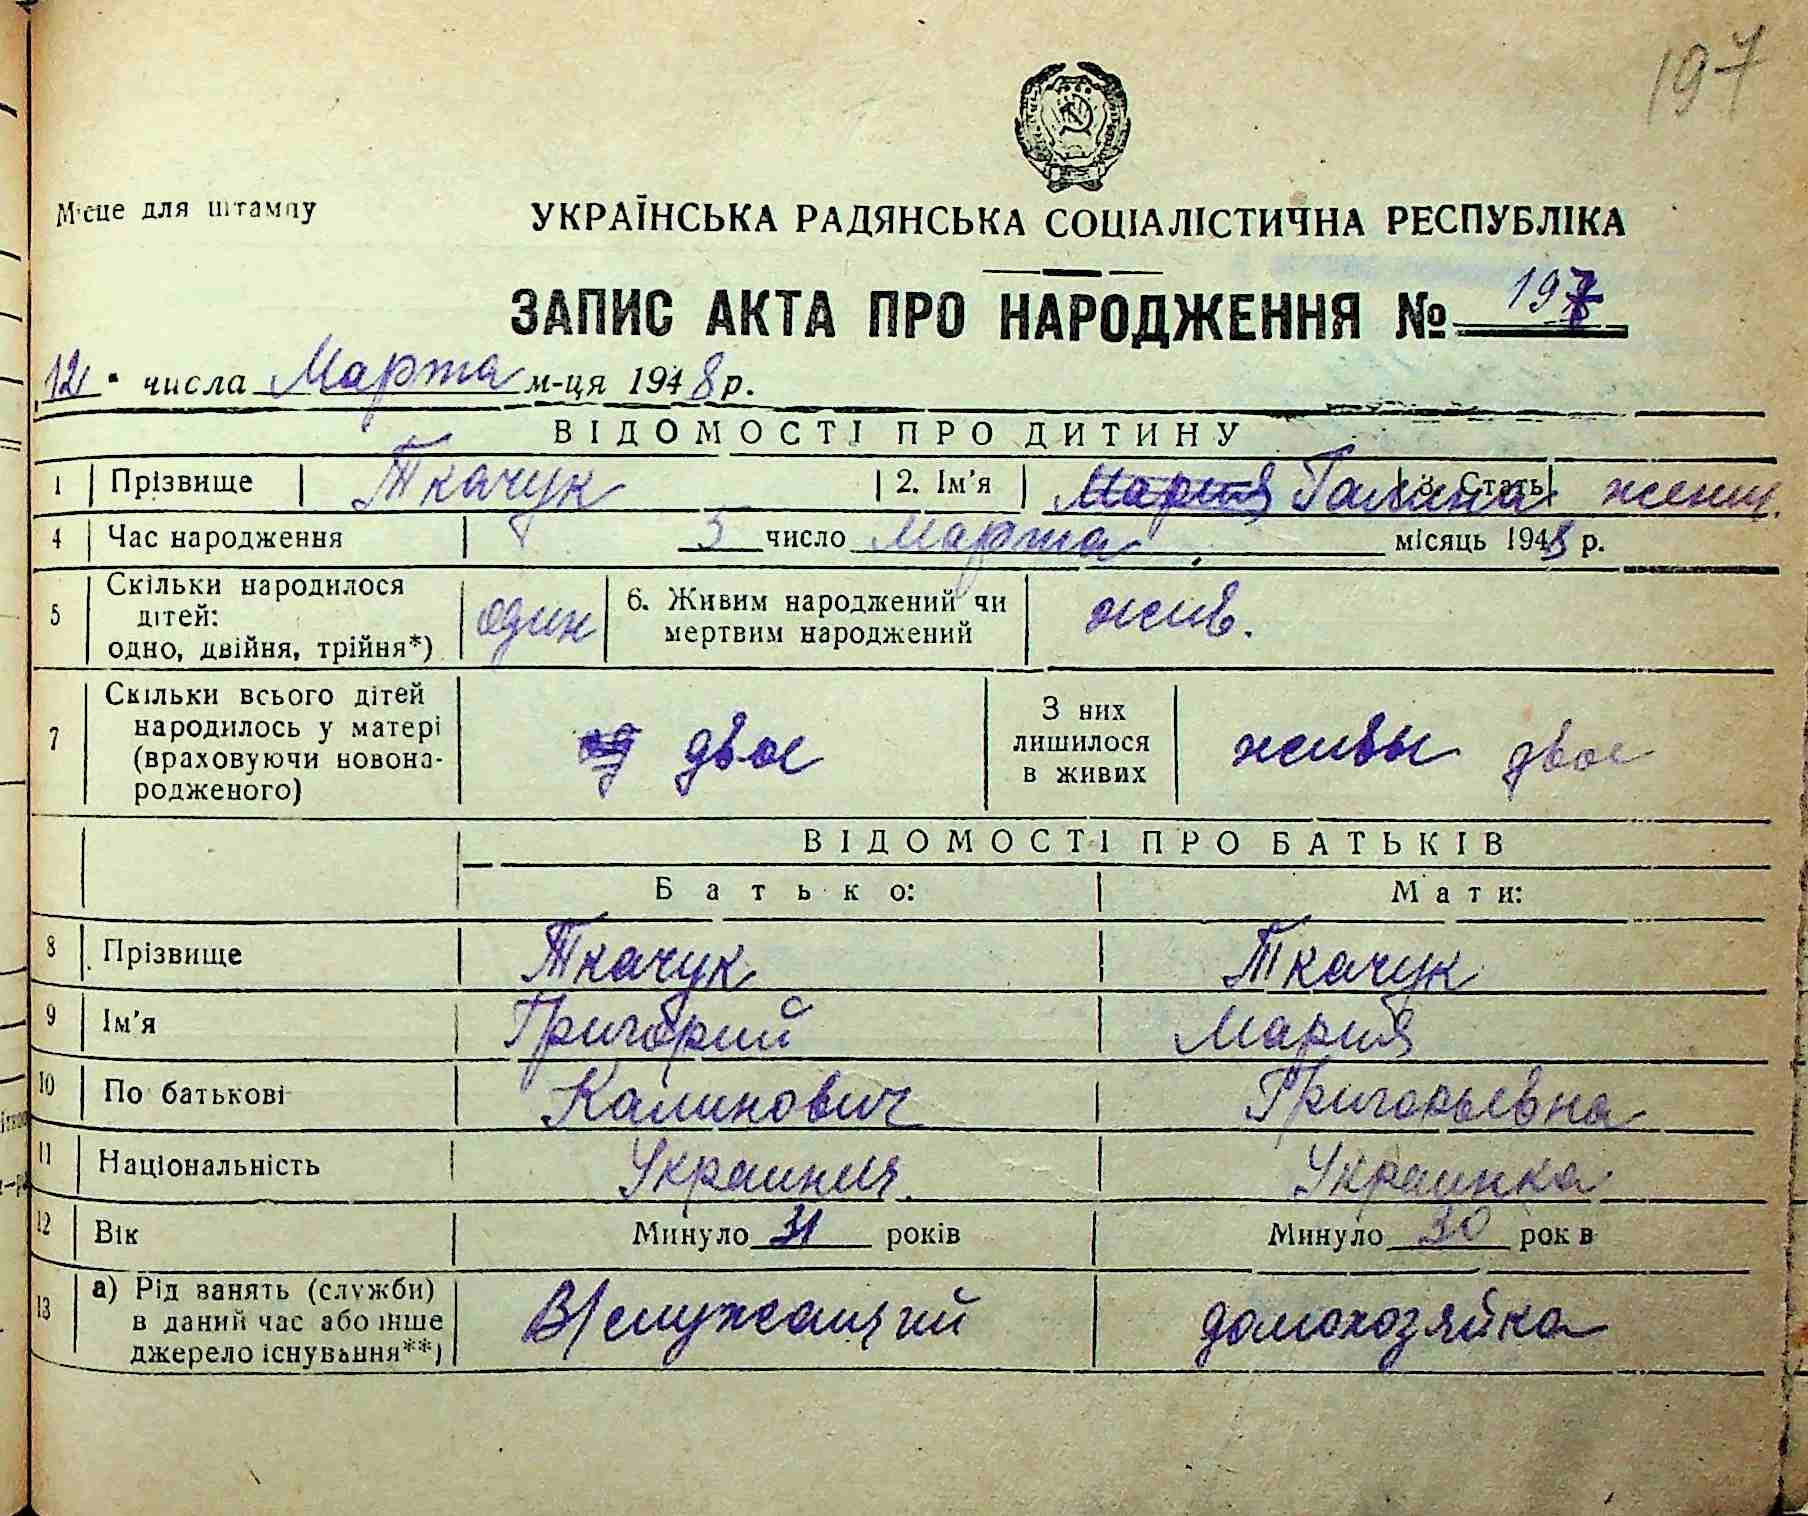 197
Місце для штампу
УКРАЇНСЬКА РАДЯНСЬКА СОЦІАЛІСТИЧНА РЕСПУБЛІКА
ЗАПИС АКТА ПРО НАРОДЖЕННЯ № 197
12 " числа Марта м-ця 1948 р.
ВІДОМОСТІ ПРО ДИТИНУ
1 Прізвище Ткачук 2. Ім'я Мария Галина 3. Стать женщ.
4 Час народження 5 число Марта місяць 1948 р.
5 Скільки народилося
дітей:
одно, двійня, трійня*) один
6. Живим народжений чи
мертвим народжений жив.
7 Скільки всього дітей
народилось у матері
(враховуючи новона-
родженого) двое
З них
лишилося
в живих живы двое
ВІДОМОСТІ ПРО БАТЬКІВ
Батько: Мати:
8 Прізвище Ткачук Ткачук
9 Ім'я Григорий Мария
10 По батькові Калинович Григорьевна
11 Національність Украинец Украинка
12 Вік Минуло 31 років Минуло 30 рок в
13 а) Рід занять (служби)
в даний час або інше
джерело існування**) В/служащий домохозяйка